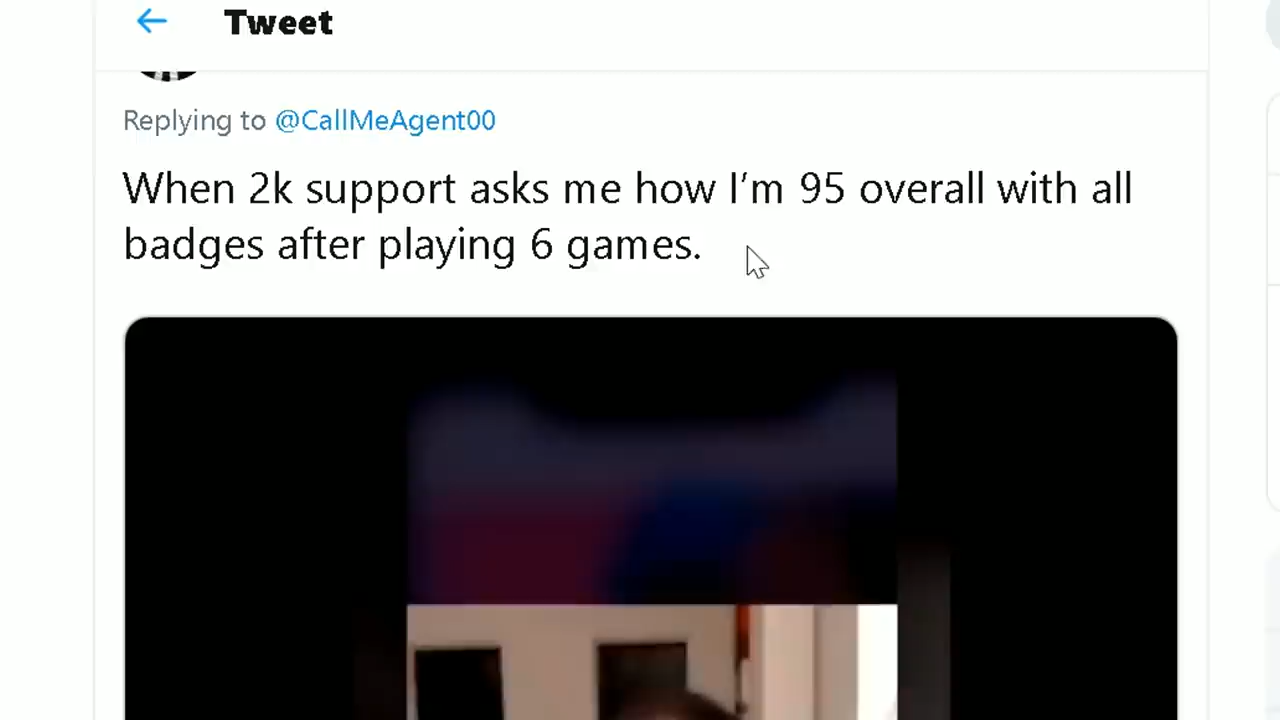 Tweet
Replying to @CallMeAgent00
When 2k support asks me how I’m 95 overall with all
badges after playing 6 games.